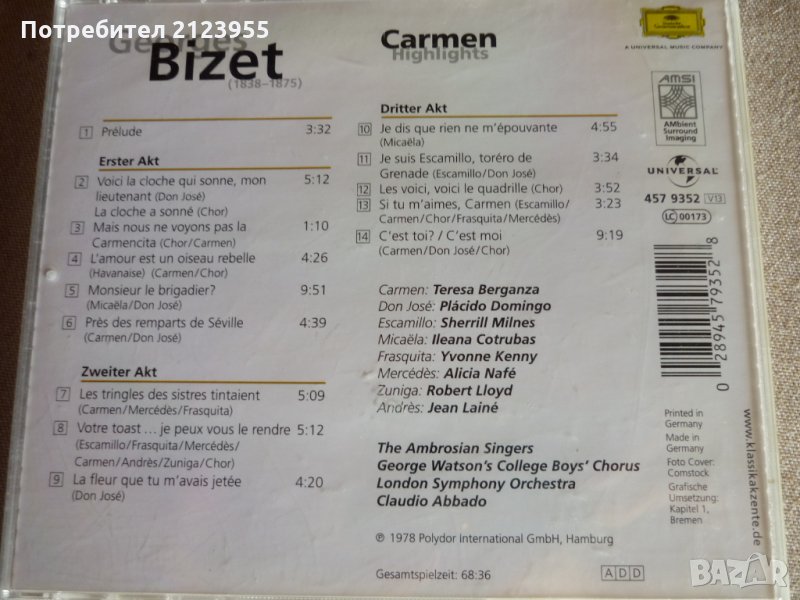 Потребител 2123955
Georges
Bizet
(1838–1875)
1 Prélude 3:32
Erster Akt
2 Voici la cloche qui sonne, mon 5:12
lieutenant (Don José)
La cloche a sonné (Chor)
3 Mais nous ne voyons pas la 1:10
Carmencita (Chor/Carmen)
4 L'amour est un oiseau rebelle 4:26
(Havanaise) (Carmen/Chor)
5 Monsieur le brigadier? 9:51
(Micaëla/Don José)
6 Près des remparts de Séville 4:39
(Carmen/Don José)
Zweiter Akt
7 Les tringles des sistres tintaient 5:09
(Carmen/Mercédès/Frasquita)
8 Votre toast ... je peux vous le rendre 5:12
(Escamillo/Frasquita/Mercédès/
Carmen/Andrès/Zuniga/Chor)
9 La fleur que tu m'avais jetée 4:20
(Don José)
Carmen
Highlights
Dritter Akt
10 Je dis que rien ne m'épouvante 4:55
(Micaëla)
11 Je suis Escamillo, toréro de 3:34
Grenade (Escamillo/Don José)
12 Les voici, voici le quadrille (Chor) 3:52
13 Si tu m'aimes, Carmen (Escamillo/ 3:23
Carmen/Chor/Frasquita/Mercédès)
14 C'est toi? / C'est moi 9:19
(Carmen/Don José/Chor)
Carmen: Teresa Berganza
Don José: Plácido Domingo
Escamillo: Sherrill Milnes
Micaëla: Ileana Cotrubas
Frasquita: Yvonne Kenny
Mercédès: Alicia Nafé
Zuniga: Robert Lloyd
Andrès: Jean Lainé
The Ambrosian Singers
George Watson's College Boys' Chorus
London Symphony Orchestra
Claudio Abbado
℗ 1978 Polydor International GmbH, Hamburg
Gesamtspielzeit: 68:36
A D D
Deutsche
Grammophon
A UNIVERSAL MUSIC COMPANY
AMSI
AMbient
Surround
Imaging
UNIVERSAL
457 9352 V13
LC 00173
0 28945 79352 8
Printed in
Germany
Made in
Germany
Foto Cover:
Comstock
Grafische
Umsetzung:
Kapitel 1,
Bremen
www.klassikakzente.de
BAZAR